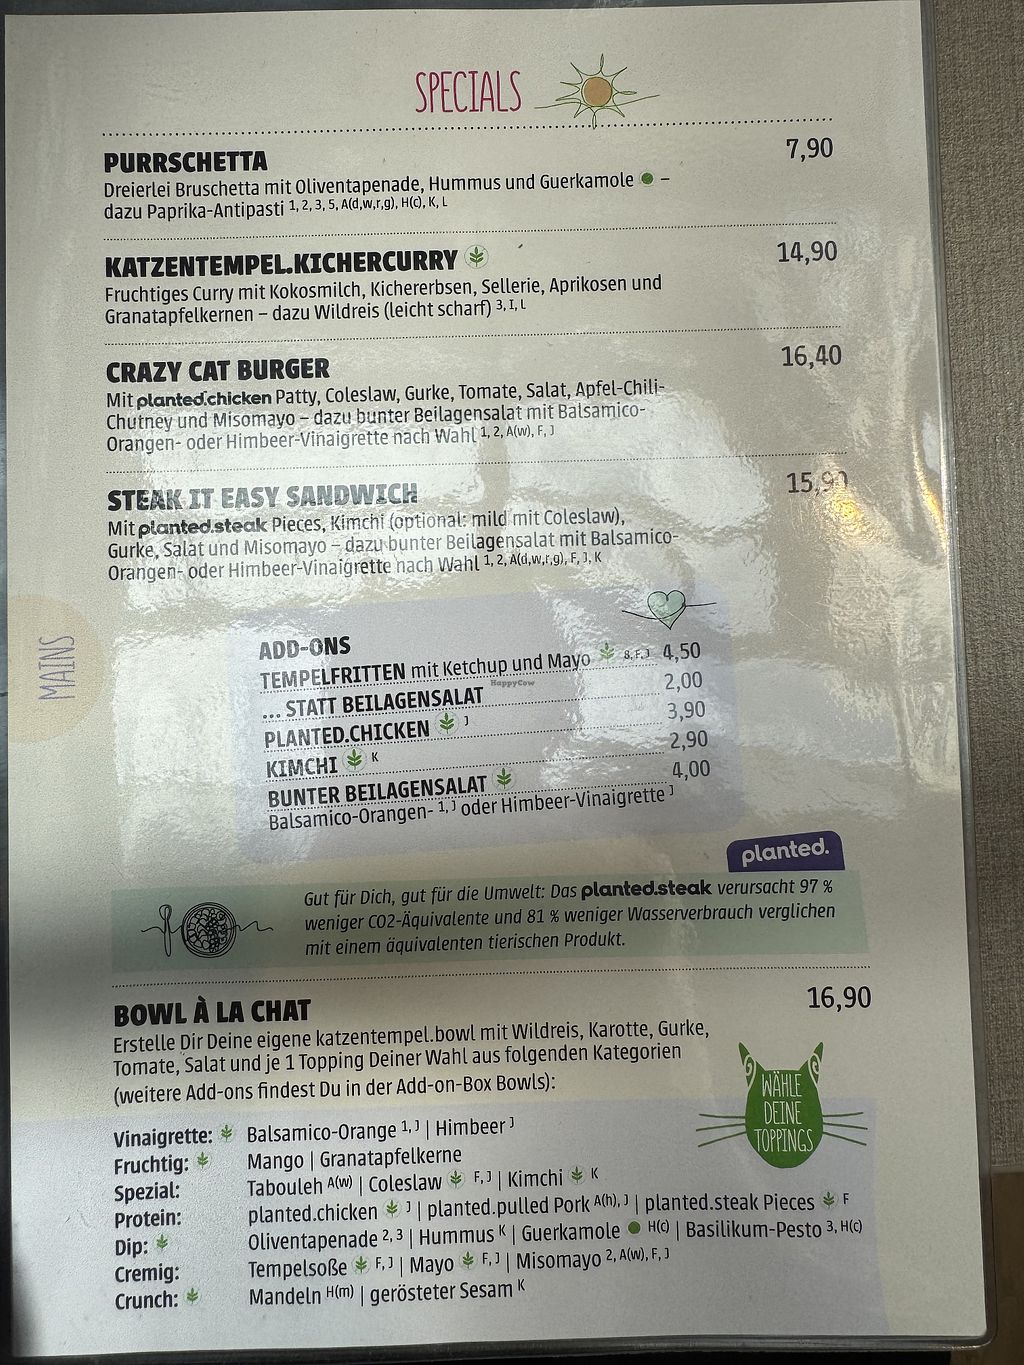 SPECIALS
PURRSCHETTA 7,90
Dreierlei Bruschetta mit Oliventapenade, Hummus und Guerkamole –
dazu Paprika-Antipasti 1, 2, 3, 5, A(d,w,r,g), H(c), K, L
KATZENTEMPEL.KICHERCURRY 14,90
Fruchtiges Curry mit Kokosmilch, Kichererbsen, Sellerie, Aprikosen und
Granatapfelkernen – dazu Wildreis (leicht scharf) 3, I, L
CRAZY CAT BURGER 16,40
Mit planted.chicken Patty, Coleslaw, Gurke, Tomate, Salat, Apfel-Chili-
Chutney und Misomayo – dazu bunter Beilagensalat mit Balsamico-
Orangen- oder Himbeer-Vinaigrette nach Wahl 1, 2, A(w), F, J
STEAK IT EASY SANDWICH 15,90
Mit planted.steak Pieces, Kimchi (optional: mild mit Coleslaw),
Gurke, Salat und Misomayo – dazu bunter Beilagensalat mit Balsamico-
Orangen- oder Himbeer-Vinaigrette nach Wahl 1, 2, A(d,w,r,g), F, J, K
MAINS
ADD-ONS
TEMPELFRITTEN mit Ketchup und Mayo 8, F, J 4,50
... STATT BEILAGENSALAT 2,00
PLANTED.CHICKEN J 3,90
KIMCHI K 2,90
BUNTER BEILAGENSALAT 4,00
Balsamico-Orangen- 1, J oder Himbeer-Vinaigrette J
HappyCow
planted.
Gut für Dich, gut für die Umwelt: Das planted.steak verursacht 97 %
weniger CO2-Äquivalente und 81 % weniger Wasserverbrauch verglichen
mit einem äquivalenten tierischen Produkt.
BOWL À LA CHAT 16,90
Erstelle Dir Deine eigene katzentempel.bowl mit Wildreis, Karotte, Gurke,
Tomate, Salat und je 1 Topping Deiner Wahl aus folgenden Kategorien
(weitere Add-ons findest Du in der Add-on-Box Bowls):
WÄHLE
DEINE
TOPPINGS
Vinaigrette: Balsamico-Orange 1, J | Himbeer J
Fruchtig: Mango | Granatapfelkerne
Spezial: Tabouleh A(w) | Coleslaw F, J | Kimchi K
Protein: planted.chicken J | planted.pulled Pork A(h), J | planted.steak Pieces F
Dip: Oliventapenade 2, 3 | Hummus K | Guerkamole H(c) | Basilikum-Pesto 3, H(c)
Cremig: Tempelsoße F, J | Mayo F, J | Misomayo 2, A(w), F, J
Crunch: Mandeln H(m) | gerösteter Sesam K